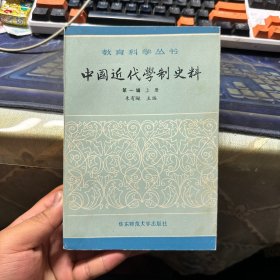 教育科学丛书
中国近代学制史料
第一辑 上册
朱有瓛 主编
华东师范大学出版社